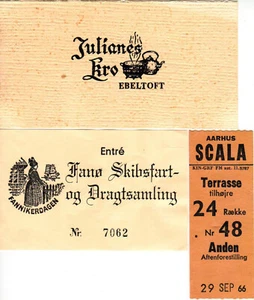 Julianes
Kro
EBELTOFT
Entré
Fanø Skibsfart-
og Dragtsamling
FANNIKERDAGEN
Nr. 7062
AARHUS
SCALA
Terrasse
tilhøjre
24 Række
Nr 48
Anden
Aftenforestilling
29 SEP 66